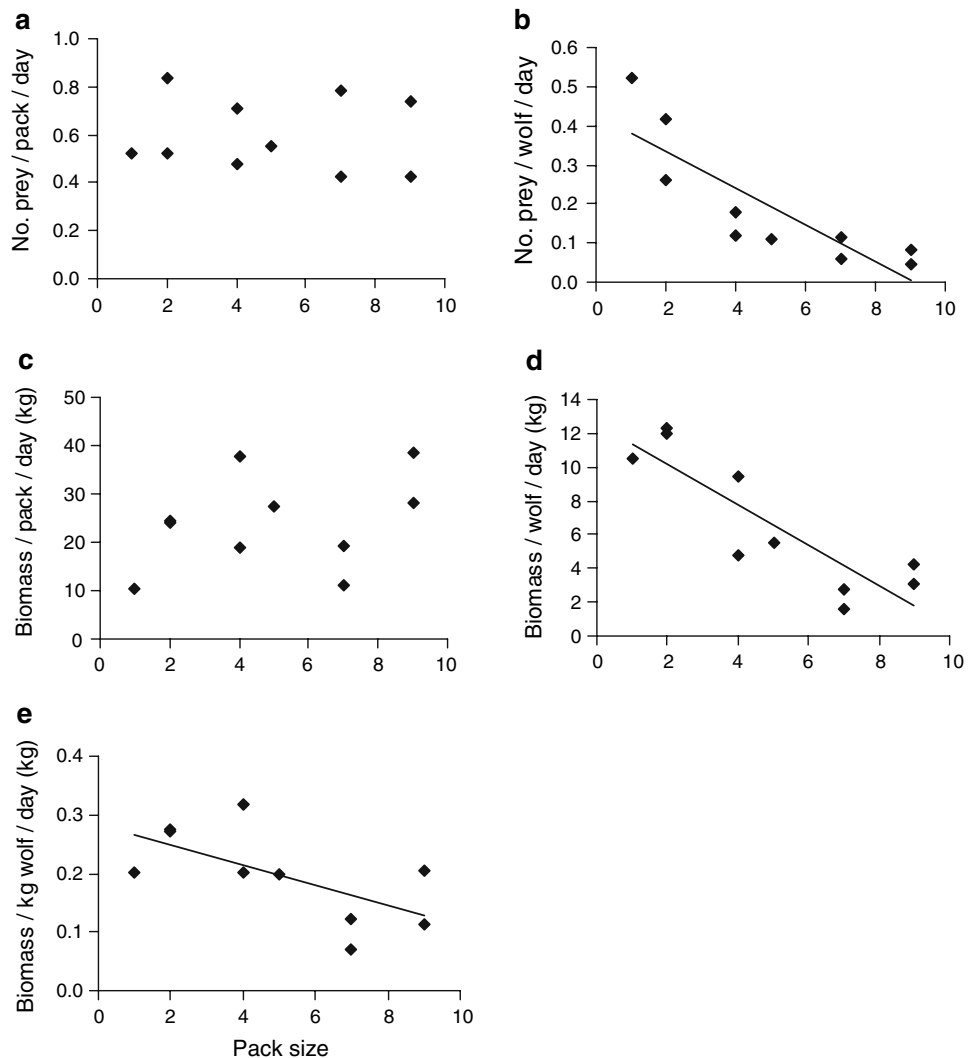 a
No. prey / pack / day
1.0
0.8
0.6
0.4
0.2
0.0
0 2 4 6 8 10
b
No. prey / wolf / day
0.6
0.5
0.4
0.3
0.2
0.1
0.0
0 2 4 6 8 10
c
Biomass / pack / day (kg)
50
40
30
20
10
0
0 2 4 6 8 10
d
Biomass / wolf / day (kg)
14
12
10
8
6
4
2
0
0 2 4 6 8 10
e
Biomass / kg wolf / day (kg)
0.4
0.3
0.2
0.1
0.0
0 2 4 6 8 10
Pack size